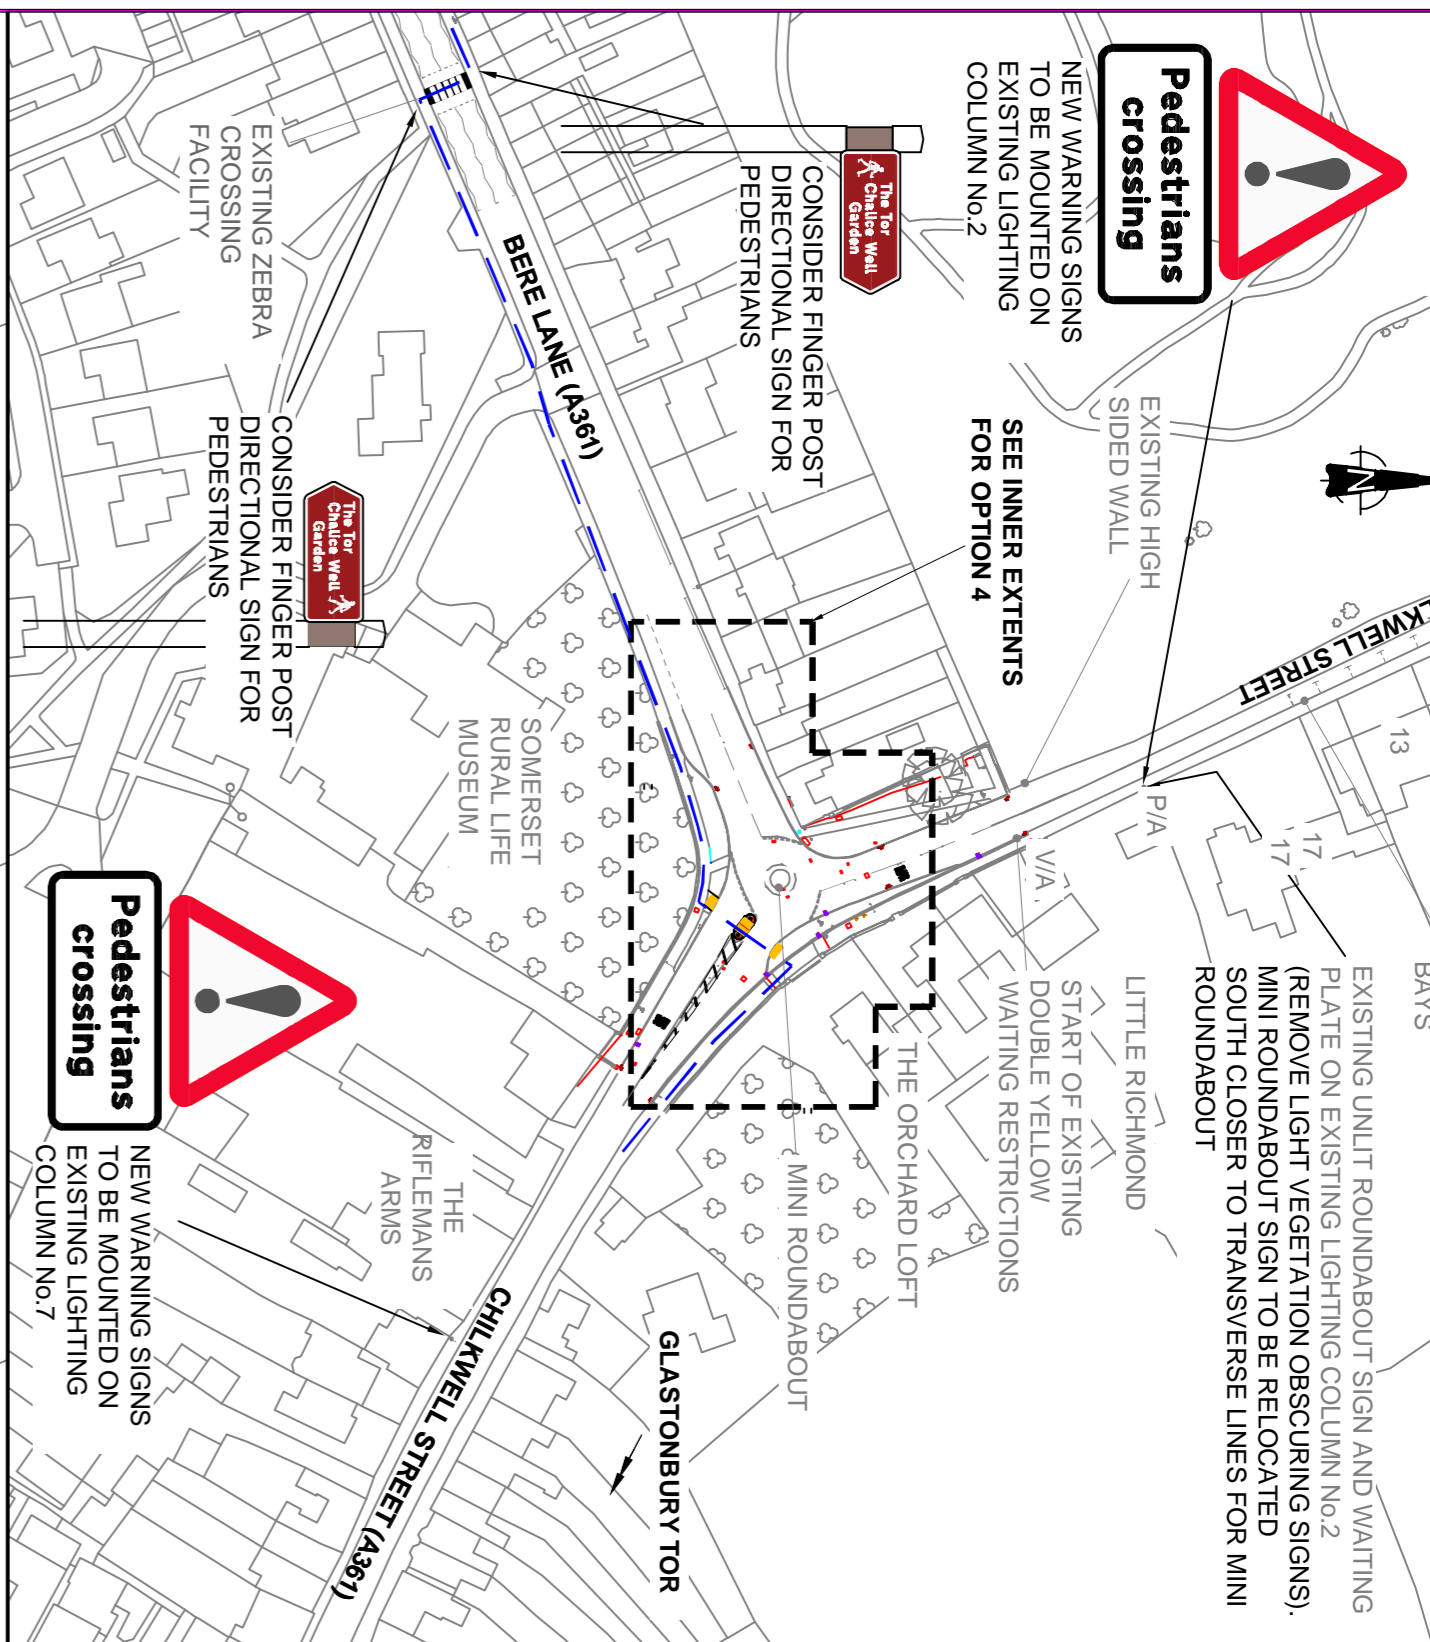 Pedestrians
crossing
NEW WARNING SIGNS
TO BE MOUNTED ON
EXISTING LIGHTING
COLUMN No.2
The Tor
Chalice Well
Garden
CONSIDER FINGER POST
DIRECTIONAL SIGN FOR
PEDESTRIANS
EXISTING ZEBRA
CROSSING
FACILITY
BERE LANE (A361)
EXISTING HIGH
SIDED WALL
N
SEE INNER EXTENTS
FOR OPTION 4
CONSIDER FINGER POST
DIRECTIONAL SIGN FOR
PEDESTRIANS
The Tor
Chalice Well
Garden
LKWELL STREET
13
P/A
17
17
V/A
SOMERSET
RURAL LIFE
MUSEUM
BAYS
EXISTING UNLIT ROUNDABOUT SIGN AND WAITING
PLATE ON EXISTING LIGHTING COLUMN No.2
(REMOVE LIGHT VEGETATION OBSCURING SIGNS).
MINI ROUNDABOUT SIGN TO BE RELOCATED
SOUTH CLOSER TO TRANSVERSE LINES FOR MINI
ROUNDABOUT
LITTLE RICHMOND
START OF EXISTING
DOUBLE YELLOW
WAITING RESTRICTIONS
THE ORCHARD LOFT
MINI ROUNDABOUT
Pedestrians
crossing
NEW WARNING SIGNS
TO BE MOUNTED ON
EXISTING LIGHTING
COLUMN No.7
THE
RIFLEMANS
ARMS
CHILKWELL STREET (A361)
GLASTONBURY TOR